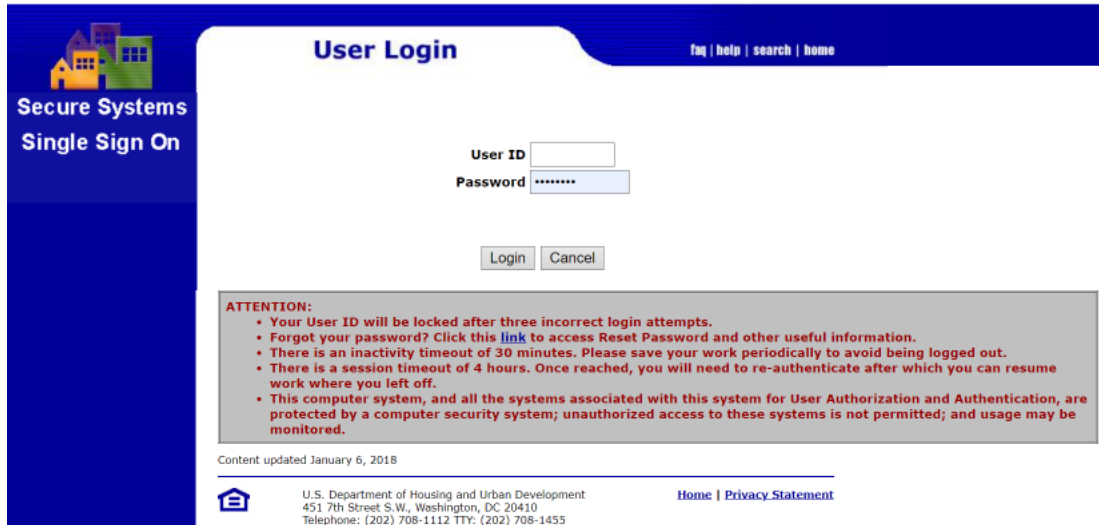 User Login
faq | help | search | home
Secure Systems
Single Sign On
User ID
Password ••••••••
Login Cancel
ATTENTION:
• Your User ID will be locked after three incorrect login attempts.
• Forgot your password? Click this link to access Reset Password and other useful information.
• There is an inactivity timeout of 30 minutes. Please save your work periodically to avoid being logged out.
• There is a session timeout of 4 hours. Once reached, you will need to re-authenticate after which you can resume
work where you left off.
• This computer system, and all the systems associated with this system for User Authorization and Authentication, are
protected by a computer security system; unauthorized access to these systems is not permitted; and usage may be
monitored.
Content updated January 6, 2018
U.S. Department of Housing and Urban Development
451 7th Street S.W., Washington, DC 20410
Telephone: (202) 708-1112 TTY: (202) 708-1455
Home | Privacy Statement